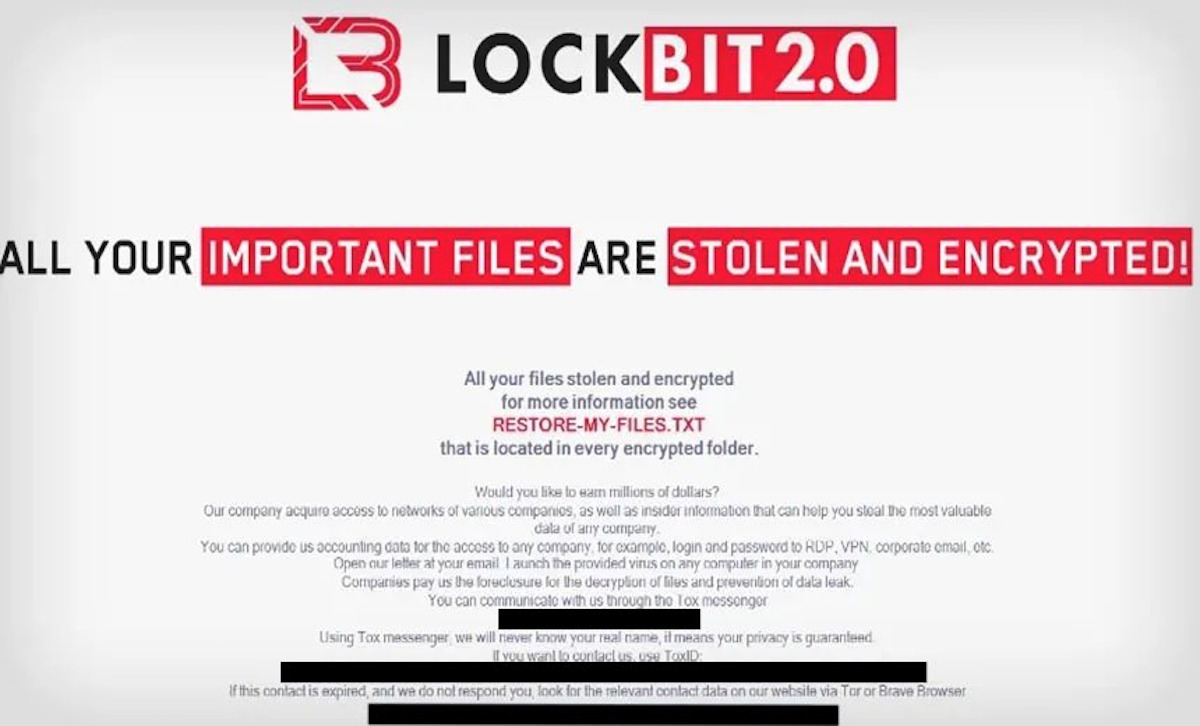 LOCKBIT 2.0
ALL YOUR IMPORTANT FILES ARE STOLEN AND ENCRYPTED!
All your files stolen and encrypted
for more information see
RESTORE-MY-FILES.TXT
that is located in every encrypted folder.
Would you like to earn millions of dollars?
Our company acquire access to networks of various companies, as well as insider information that can help you steal the most valuable
data of any company.
You can provide us accounting data for the access to any company, for example, login and password to RDP, VPN, corporate email, etc.
Open our letter at your email. Launch the provided virus on any computer in your company
Companies pay us the foreclosure for the decryption of files and prevention of data leak.
You can communicate with us through the Tox messenger
Using Tox messenger, we will never know your real name, it means your privacy is guaranteed.
If you want to contact us, use ToxID:
If this contact is expired, and we do not respond you, look for the relevant contact data on our website via Tor or Brave Browser